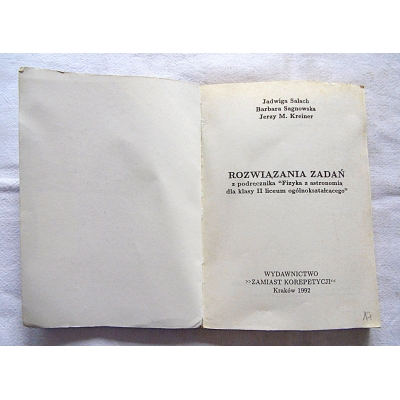 Jadwiga Salach
Barbara Sagnowska
Jerzy M. Kreiner
ROZWIĄZANIA ZADAŃ
z podręcznika "Fizyka z astronomią
dla klasy II liceum ogólnokształcącego"
WYDAWNICTWO
»ZAMIAST KOREPETYCJI«
Kraków 1992